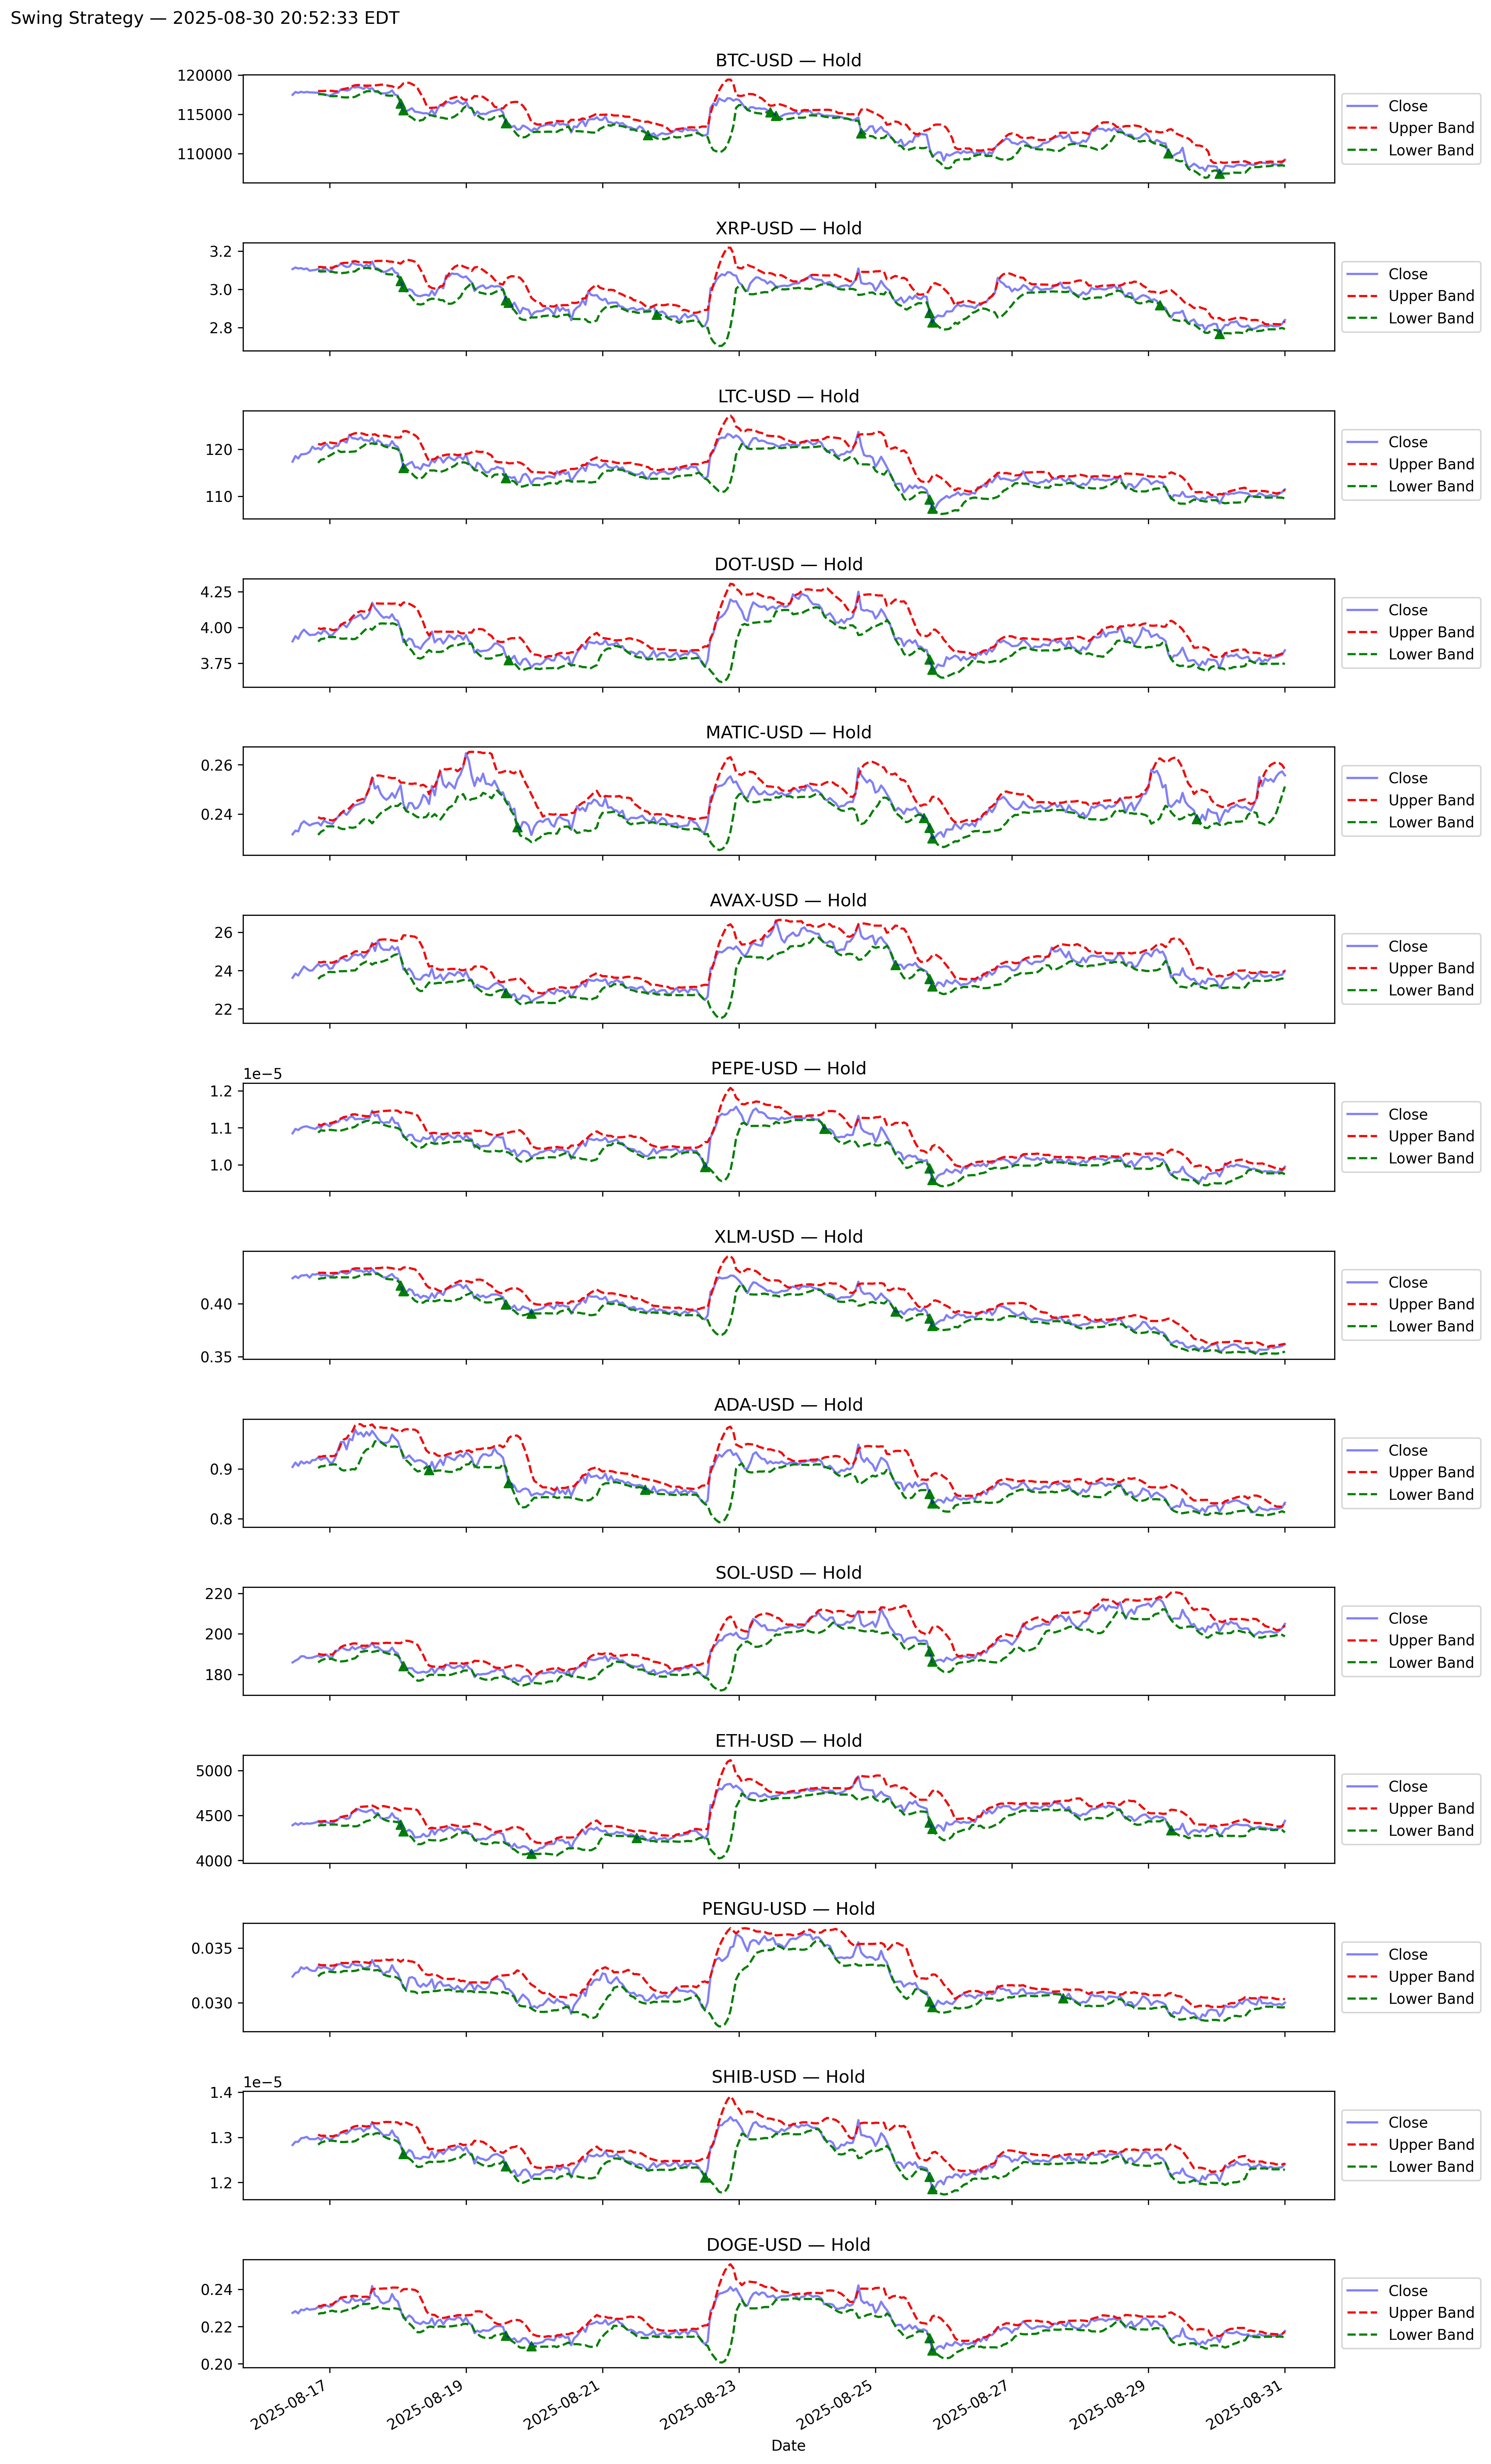 Swing Strategy — 2025-08-30 20:52:33 EDT
BTC-USD — Hold
120000
115000
110000
Close
Upper Band
Lower Band
XRP-USD — Hold
3.2
3.0
2.8
Close
Upper Band
Lower Band
LTC-USD — Hold
120
110
Close
Upper Band
Lower Band
DOT-USD — Hold
4.25
4.00
3.75
Close
Upper Band
Lower Band
MATIC-USD — Hold
0.26
0.24
Close
Upper Band
Lower Band
AVAX-USD — Hold
26
24
22
Close
Upper Band
Lower Band
PEPE-USD — Hold
1e−5
1.2
1.1
1.0
Close
Upper Band
Lower Band
XLM-USD — Hold
0.40
0.35
Close
Upper Band
Lower Band
ADA-USD — Hold
0.9
0.8
Close
Upper Band
Lower Band
SOL-USD — Hold
220
200
180
Close
Upper Band
Lower Band
ETH-USD — Hold
5000
4500
4000
Close
Upper Band
Lower Band
PENGU-USD — Hold
0.035
0.030
Close
Upper Band
Lower Band
SHIB-USD — Hold
1e−5
1.4
1.3
1.2
Close
Upper Band
Lower Band
DOGE-USD — Hold
0.24
0.22
0.20
Close
Upper Band
Lower Band
2025-08-17
2025-08-19
2025-08-21
2025-08-23
2025-08-25
2025-08-27
2025-08-29
2025-08-31
Date